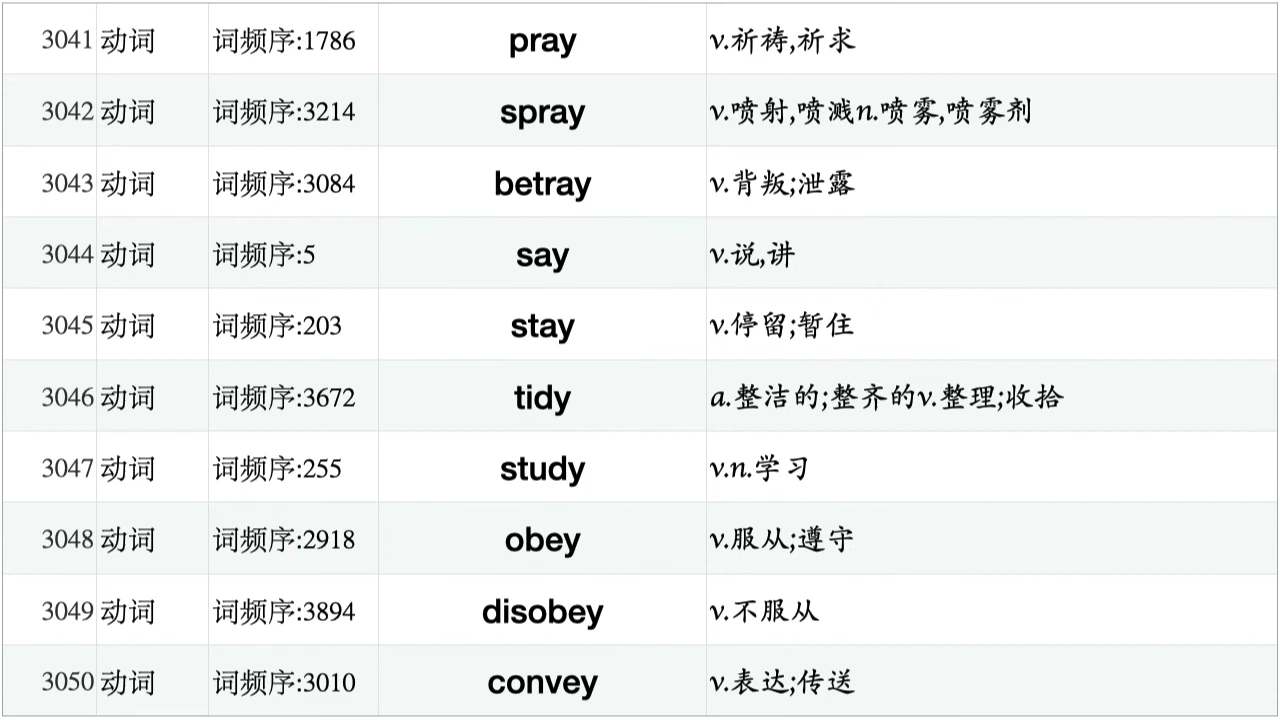 3041 动词 词频序:1786 pray v.祈祷,祈求
3042 动词 词频序:3214 spray v.喷射,喷溅n.喷雾,喷雾剂
3043 动词 词频序:3084 betray v.背叛;泄露
3044 动词 词频序:5 say v.说,讲
3045 动词 词频序:203 stay v.停留;暂住
3046 动词 词频序:3672 tidy a.整洁的;整齐的v.整理;收拾
3047 动词 词频序:255 study v.n.学习
3048 动词 词频序:2918 obey v.服从;遵守
3049 动词 词频序:3894 disobey v.不服从
3050 动词 词频序:3010 convey v.表达;传送